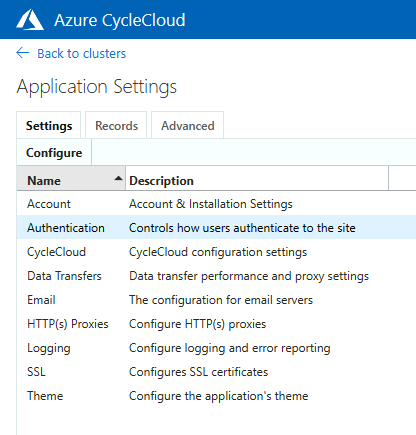 Azure CycleCloud
← Back to clusters
Application Settings
Settings Records Advanced
Configure
Name Description
Account Account & Installation Settings
Authentication Controls how users authenticate to the site
CycleCloud CycleCloud configuration settings
Data Transfers Data transfer performance and proxy settings
Email The configuration for email servers
HTTP(s) Proxies Configure HTTP(s) proxies
Logging Configure logging and error reporting
SSL Configures SSL certificates
Theme Configure the application's theme